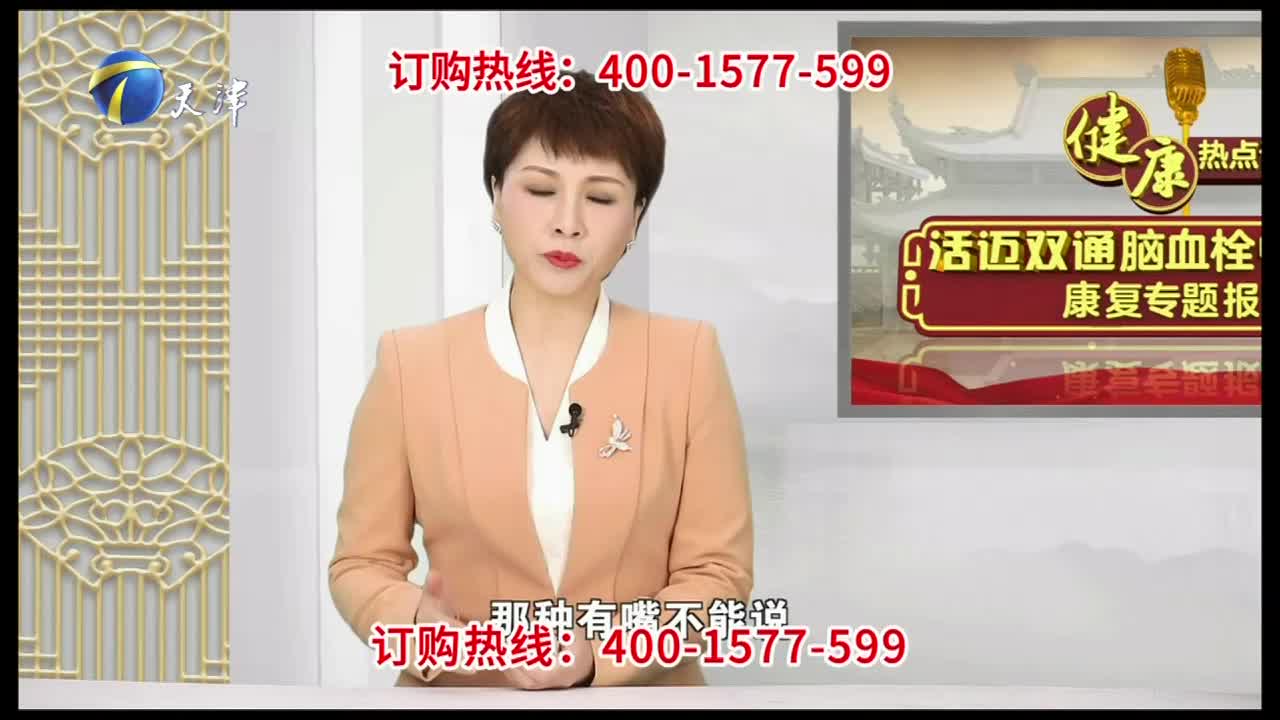 天津
订购热线：400-1577-599
健康
热点
活迈双通脑血栓
康复专题报
那种有嘴不能说
订购热线：400-1577-599